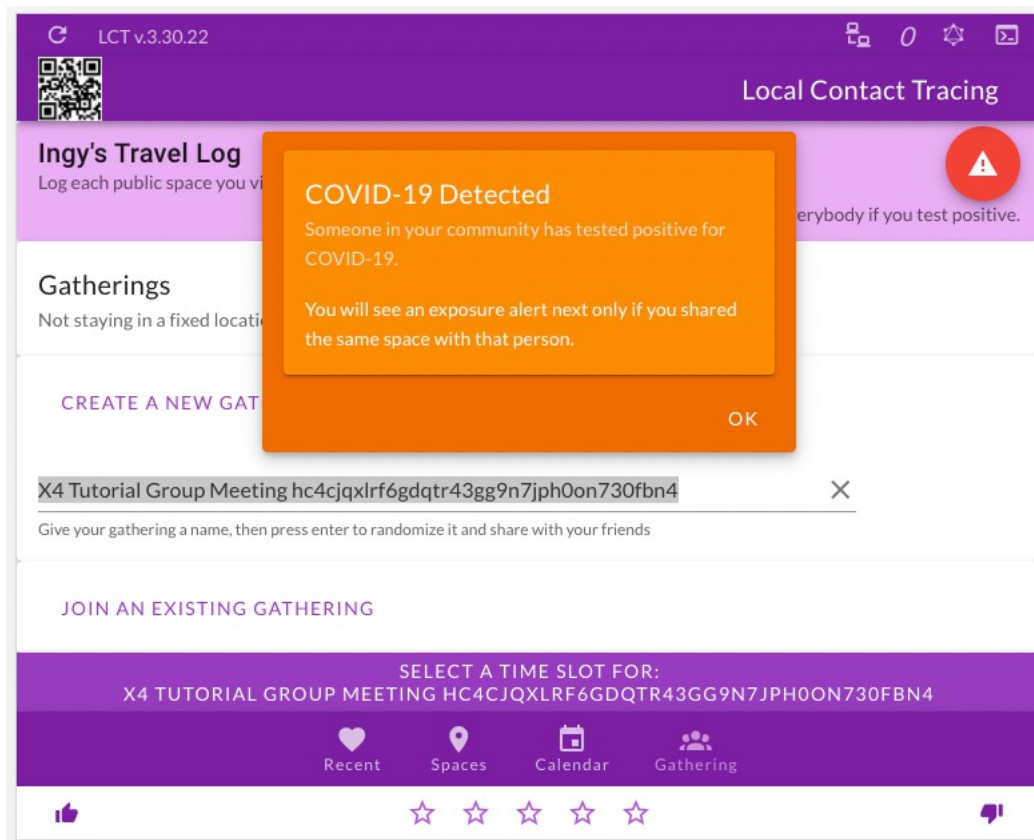 LCT v.3.30.22
Local Contact Tracing
Ingy's Travel Log
Log each public space you vi
erybody if you test positive.
COVID-19 Detected
Someone in your community has tested positive for
COVID-19.
You will see an exposure alert next only if you shared
the same space with that person.
OK
Gatherings
Not staying in a fixed locati
CREATE A NEW GAT
X4 Tutorial Group Meeting hc4cjqxlrf6gdqtr43gg9n7jph0on730fbn4
Give your gathering a name, then press enter to randomize it and share with your friends
JOIN AN EXISTING GATHERING
SELECT A TIME SLOT FOR:
X4 TUTORIAL GROUP MEETING HC4CJQXLRF6GDQTR43GG9N7JPH0ON730FBN4
Recent Spaces Calendar Gathering